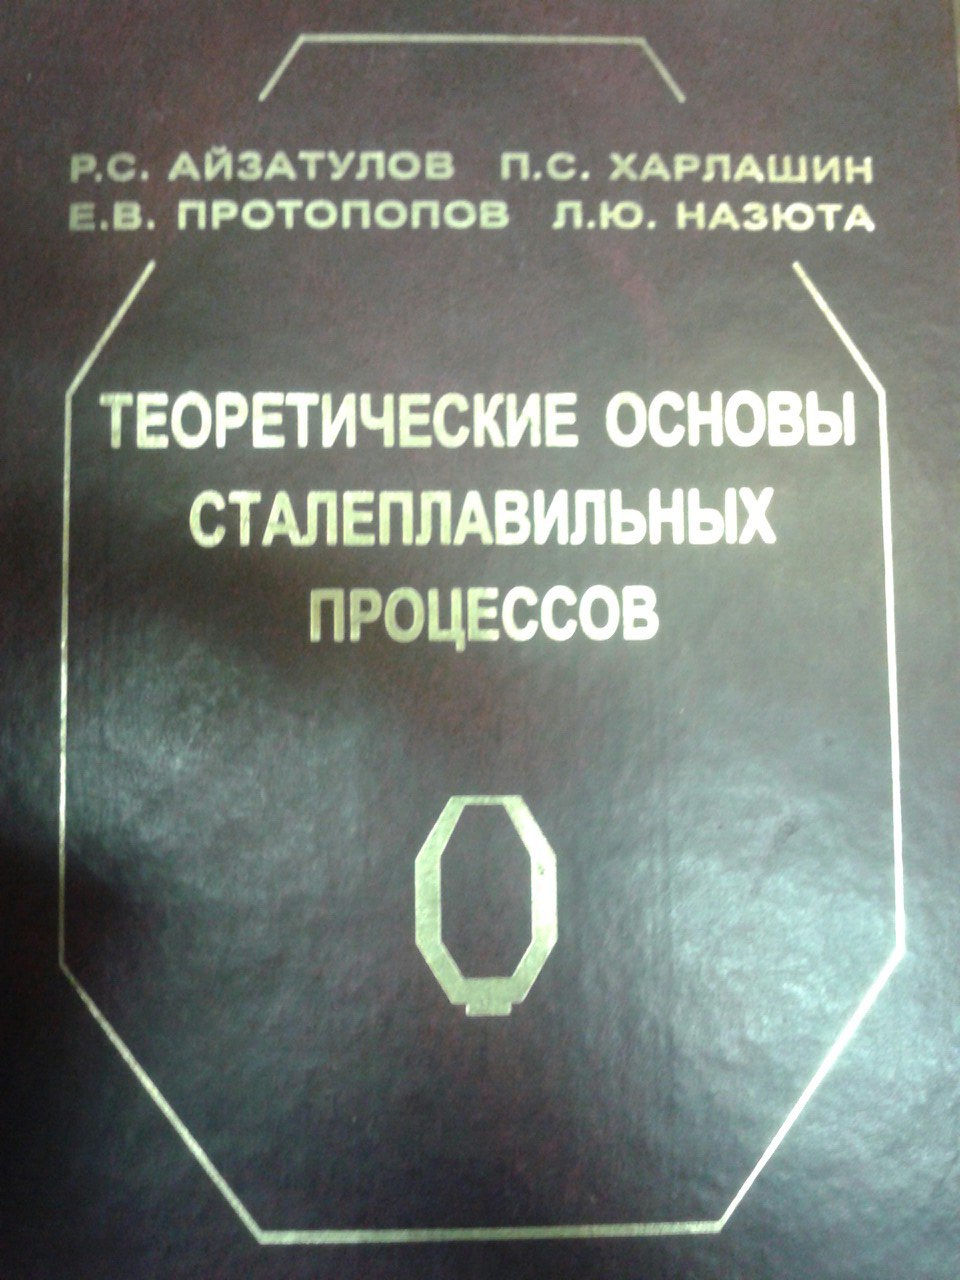 Р.С. АЙЗАТУЛОВ П.С. ХАРЛАШИН
Е.В. ПРОТОПОПОВ Л.Ю. НАЗЮТА
ТЕОРЕТИЧЕСКИЕ ОСНОВЫ
СТАЛЕПЛАВИЛЬНЫХ
ПРОЦЕССОВ